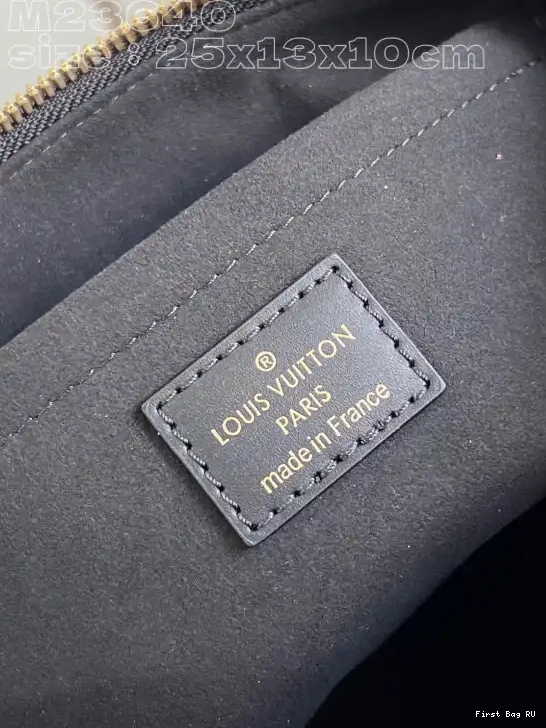 M23640
size : 25x13x10cm
®
LOUIS VUITTON
PARIS
made in France
First Bag RU